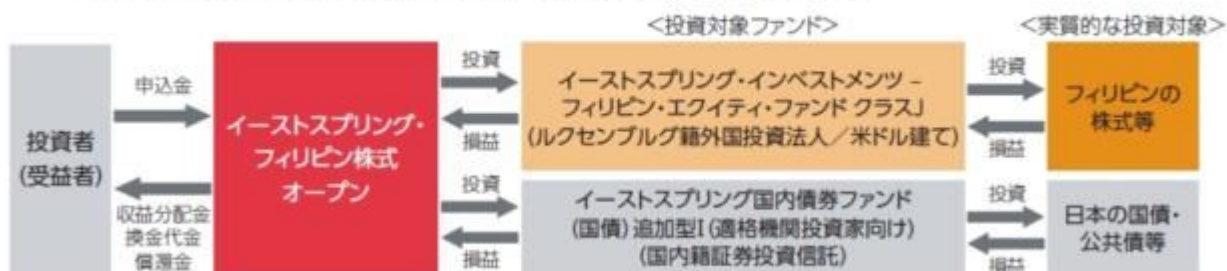 <投資対象ファンド>
<実質的な投資対象>
投資者
(受益者)
申込金
収益分配金
換金代金
償還金
イーストスプリング・
フィリピン株式
オープン
投資
損益
イーストスプリング・インベストメンツ –
フィリピン・エクイティ・ファンド クラスJ
(ルクセンブルグ籍外国投資法人/米ドル建て)
投資
損益
フィリピンの
株式等
投資
損益
イーストスプリング国内債券ファンド
(国債)追加型I(適格機関投資家向け)
(国内籍証券投資信託)
投資
損益
日本の国債・
公共債等